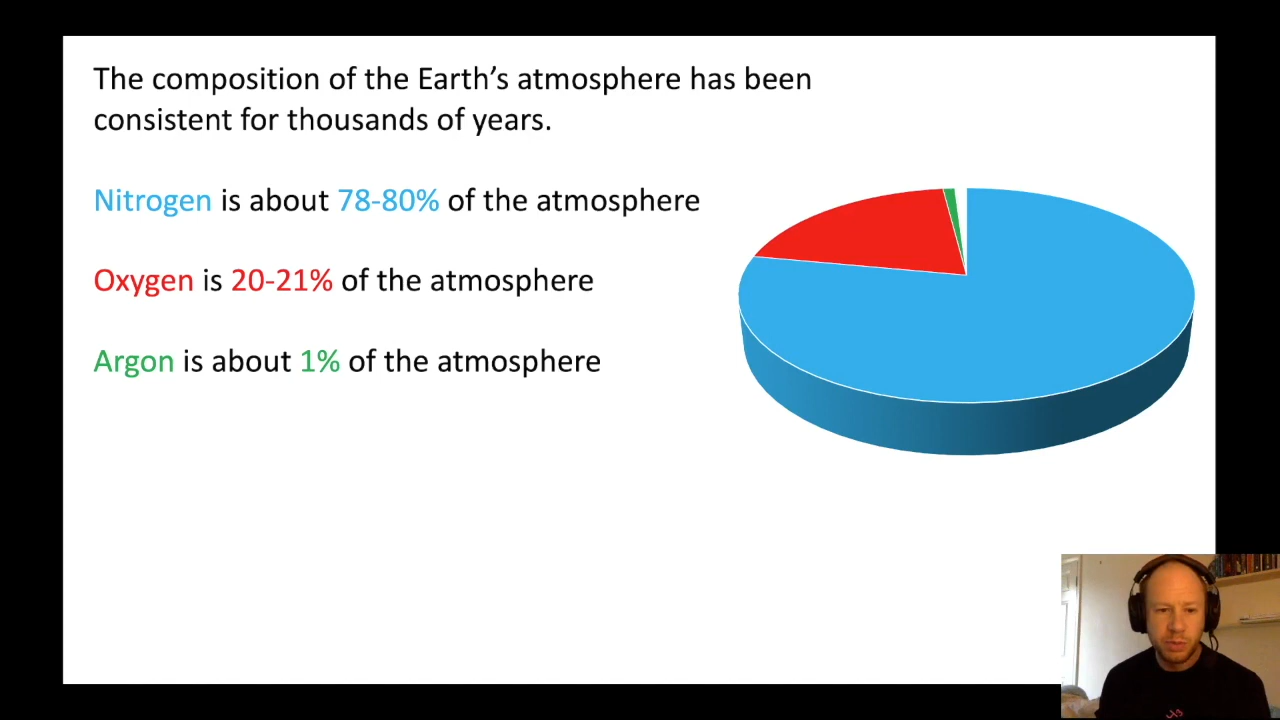 The composition of the Earth’s atmosphere has been
consistent for thousands of years.
Nitrogen is about 78-80% of the atmosphere
Oxygen is 20-21% of the atmosphere
Argon is about 1% of the atmosphere